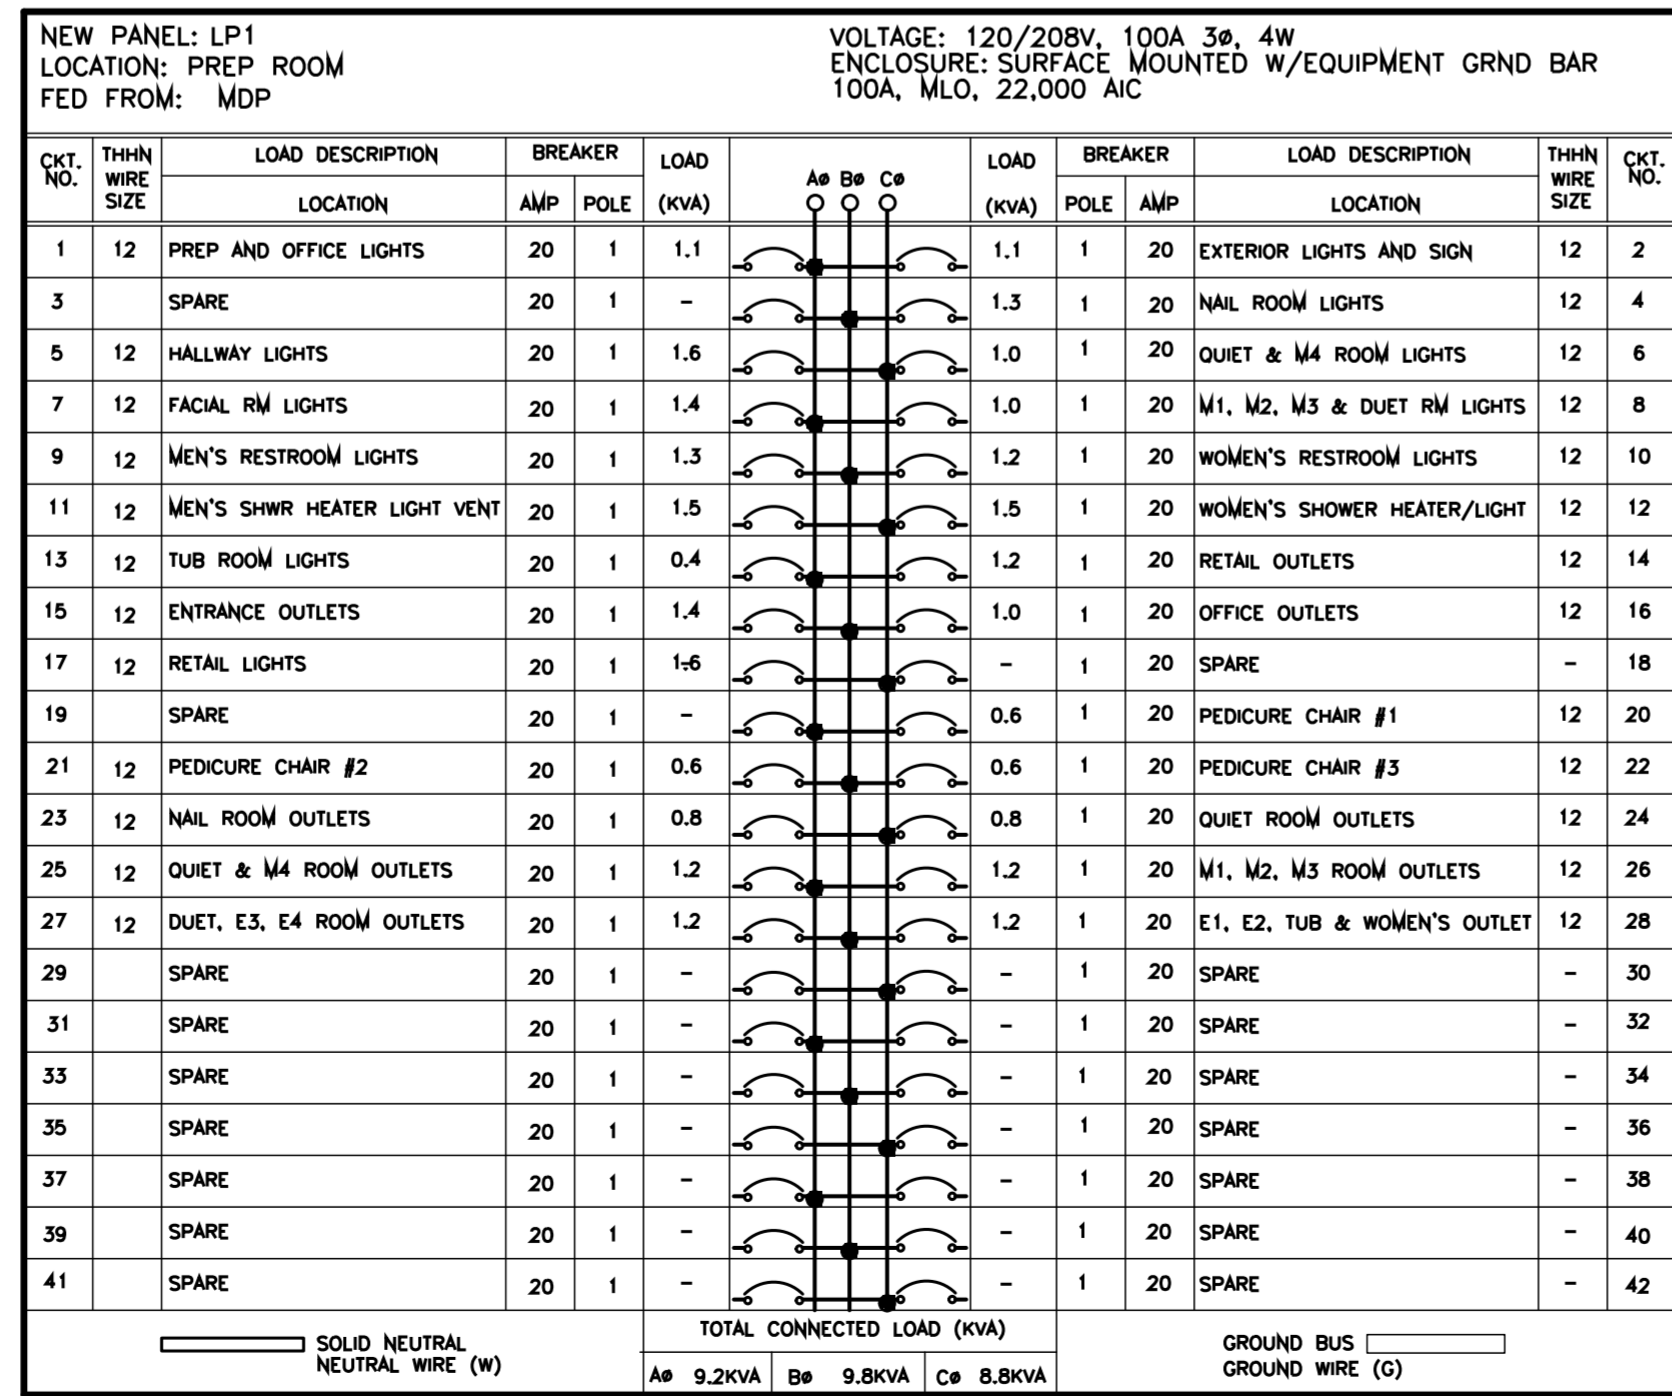 NEW PANEL: LP1
LOCATION: PREP ROOM
FED FROM: MDP
VOLTAGE: 120/208V, 100A 3ø, 4W
ENCLOSURE: SURFACE MOUNTED W/EQUIPMENT GRND BAR
100A, MLO, 22,000 AIC
CKT. NO. THHN WIRE SIZE LOAD DESCRIPTION LOCATION BREAKER AMP POLE LOAD (KVA) Aø Bø Cø LOAD (KVA) BREAKER POLE AMP LOAD DESCRIPTION LOCATION THHN WIRE SIZE CKT. NO.
1 12 PREP AND OFFICE LIGHTS 20 1 1.1 1.1 1 20 EXTERIOR LIGHTS AND SIGN 12 2
3 SPARE 20 1 - 1.3 1 20 NAIL ROOM LIGHTS 12 4
5 12 HALLWAY LIGHTS 20 1 1.6 1.0 1 20 QUIET & M4 ROOM LIGHTS 12 6
7 12 FACIAL RM LIGHTS 20 1 1.4 1.0 1 20 M1, M2, M3 & DUET RM LIGHTS 12 8
9 12 MEN'S RESTROOM LIGHTS 20 1 1.3 1.2 1 20 WOMEN'S RESTROOM LIGHTS 12 10
11 12 MEN'S SHWR HEATER LIGHT VENT 20 1 1.5 1.5 1 20 WOMEN'S SHOWER HEATER/LIGHT 12 12
13 12 TUB ROOM LIGHTS 20 1 0.4 1.2 1 20 RETAIL OUTLETS 12 14
15 12 ENTRANCE OUTLETS 20 1 1.4 1.0 1 20 OFFICE OUTLETS 12 16
17 12 RETAIL LIGHTS 20 1 1.6 - 1 20 SPARE - 18
19 SPARE 20 1 - 0.6 1 20 PEDICURE CHAIR #1 12 20
21 12 PEDICURE CHAIR #2 20 1 0.6 0.6 1 20 PEDICURE CHAIR #3 12 22
23 12 NAIL ROOM OUTLETS 20 1 0.8 0.8 1 20 QUIET ROOM OUTLETS 12 24
25 12 QUIET & M4 ROOM OUTLETS 20 1 1.2 1.2 1 20 M1, M2, M3 ROOM OUTLETS 12 26
27 12 DUET, E3, E4 ROOM OUTLETS 20 1 1.2 1.2 1 20 E1, E2, TUB & WOMEN'S OUTLET 12 28
29 SPARE 20 1 - - 1 20 SPARE - 30
31 SPARE 20 1 - - 1 20 SPARE - 32
33 SPARE 20 1 - - 1 20 SPARE - 34
35 SPARE 20 1 - - 1 20 SPARE - 36
37 SPARE 20 1 - - 1 20 SPARE - 38
39 SPARE 20 1 - - 1 20 SPARE - 40
41 SPARE 20 1 - - 1 20 SPARE - 42
SOLID NEUTRAL
NEUTRAL WIRE (W)
TOTAL CONNECTED LOAD (KVA)
Aø 9.2KVA Bø 9.8KVA Cø 8.8KVA
GROUND BUS
GROUND WIRE (G)